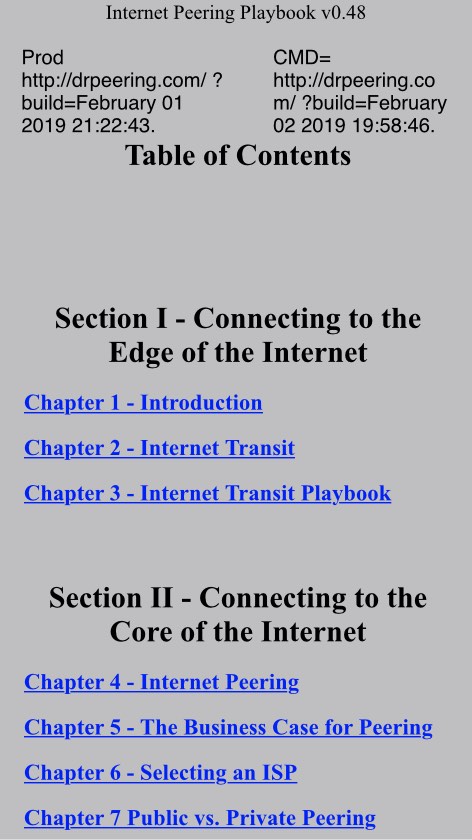 Internet Peering Playbook v0.48
Prod
http://drpeering.com/ ?
build=February 01
2019 21:22:43.
CMD=
http://drpeering.co
m/ ?build=February
02 2019 19:58:46.
Table of Contents
Section I - Connecting to the
Edge of the Internet
Chapter 1 - Introduction
Chapter 2 - Internet Transit
Chapter 3 - Internet Transit Playbook
Section II - Connecting to the
Core of the Internet
Chapter 4 - Internet Peering
Chapter 5 - The Business Case for Peering
Chapter 6 - Selecting an ISP
Chapter 7 Public vs. Private Peering